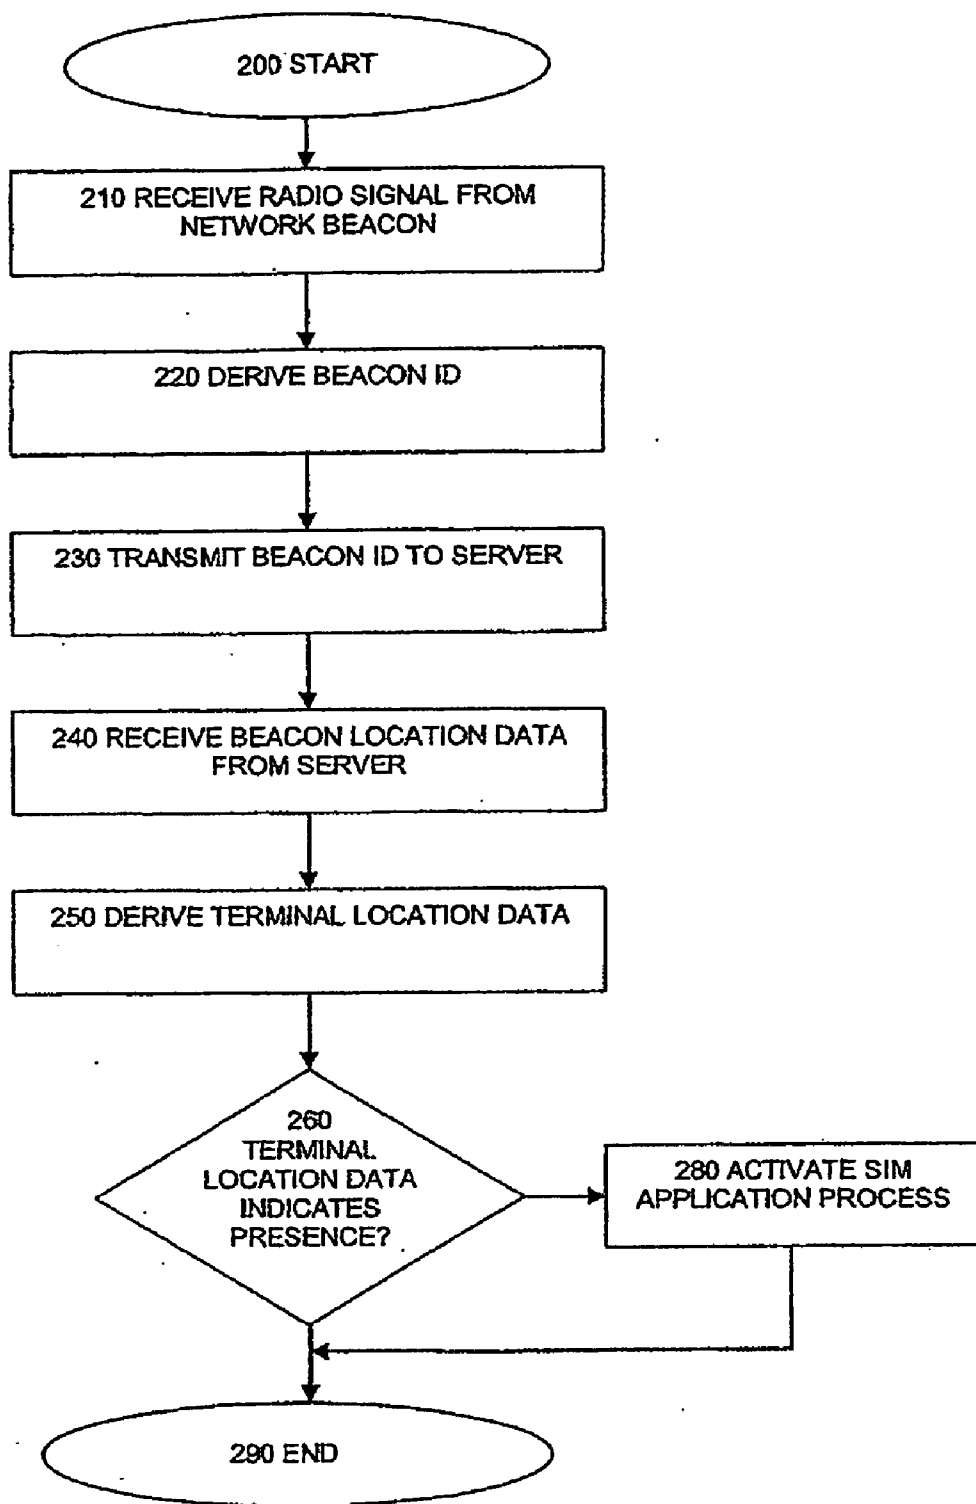 200 START
210 RECEIVE RADIO SIGNAL FROM
NETWORK BEACON
220 DERIVE BEACON ID
230 TRANSMIT BEACON ID TO SERVER
240 RECEIVE BEACON LOCATION DATA
FROM SERVER
250 DERIVE TERMINAL LOCATION DATA
260
TERMINAL
LOCATION DATA
INDICATES
PRESENCE?
280 ACTIVATE SIM
APPLICATION PROCESS
290 END